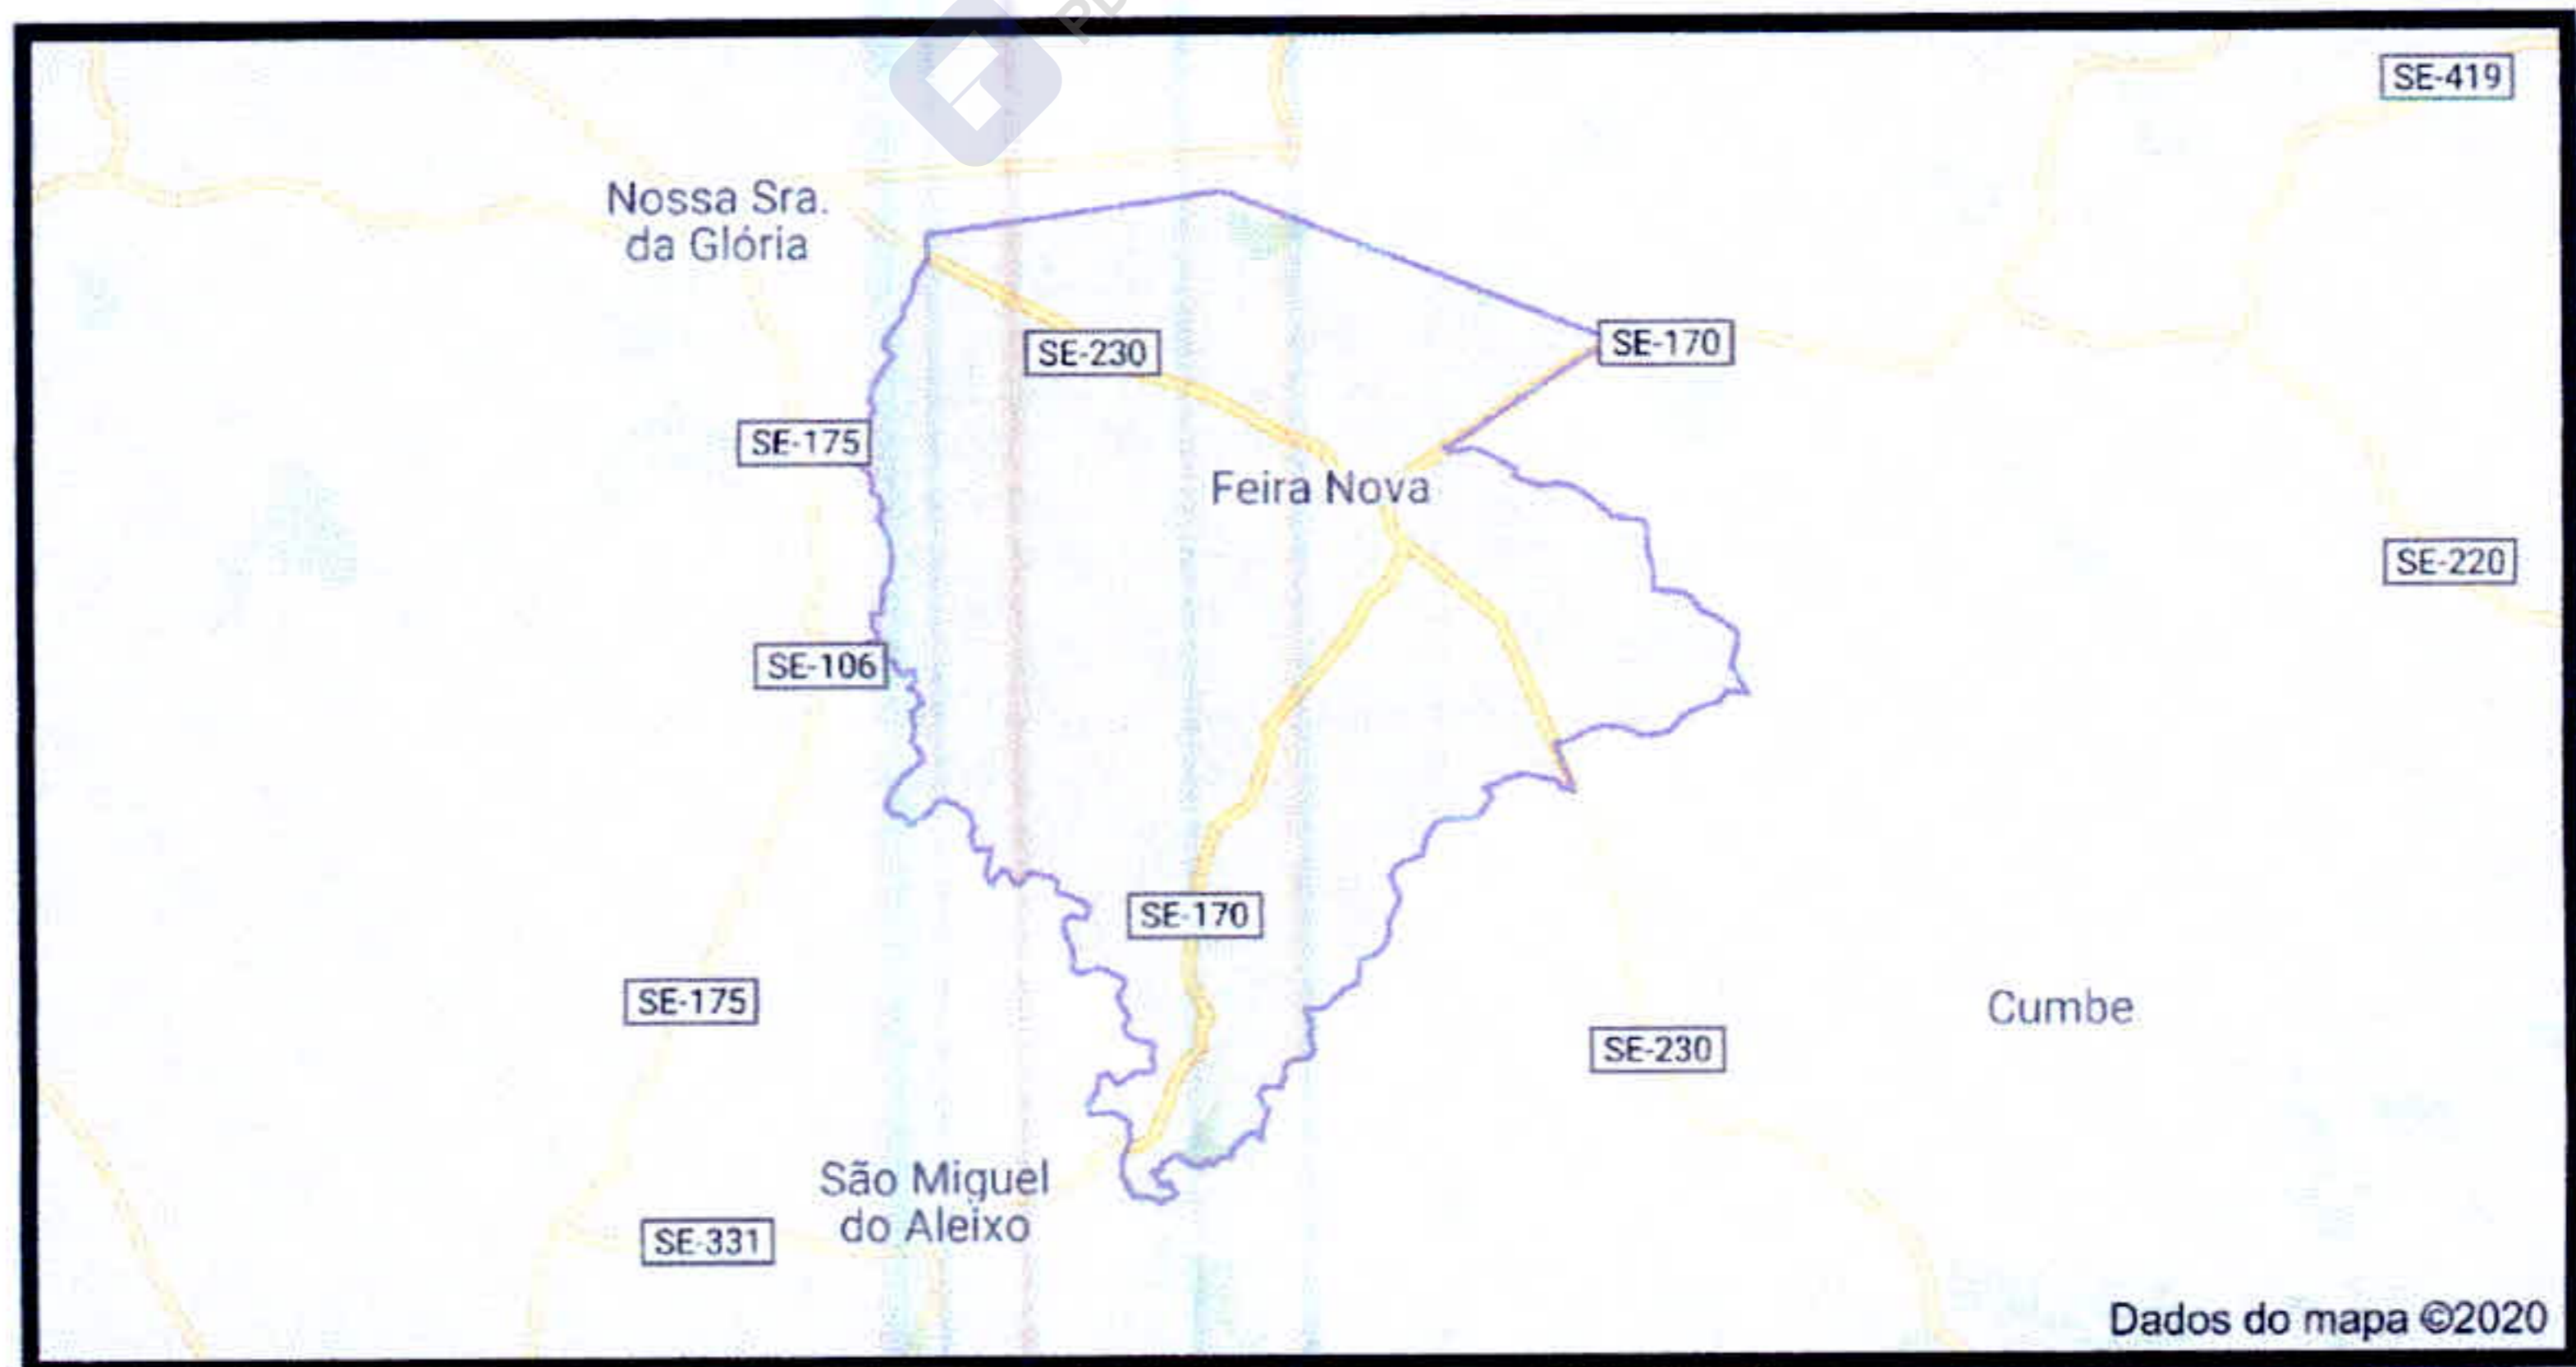 SE-419
Nossa Sra.
da Glória
SE-230
SE-170
SE-175
Feira Nova
SE-220
SE-106
SE-170
SE-175
Cumbe
SE-230
São Miguel
do Aleixo
SE-331
Dados do mapa ©2020